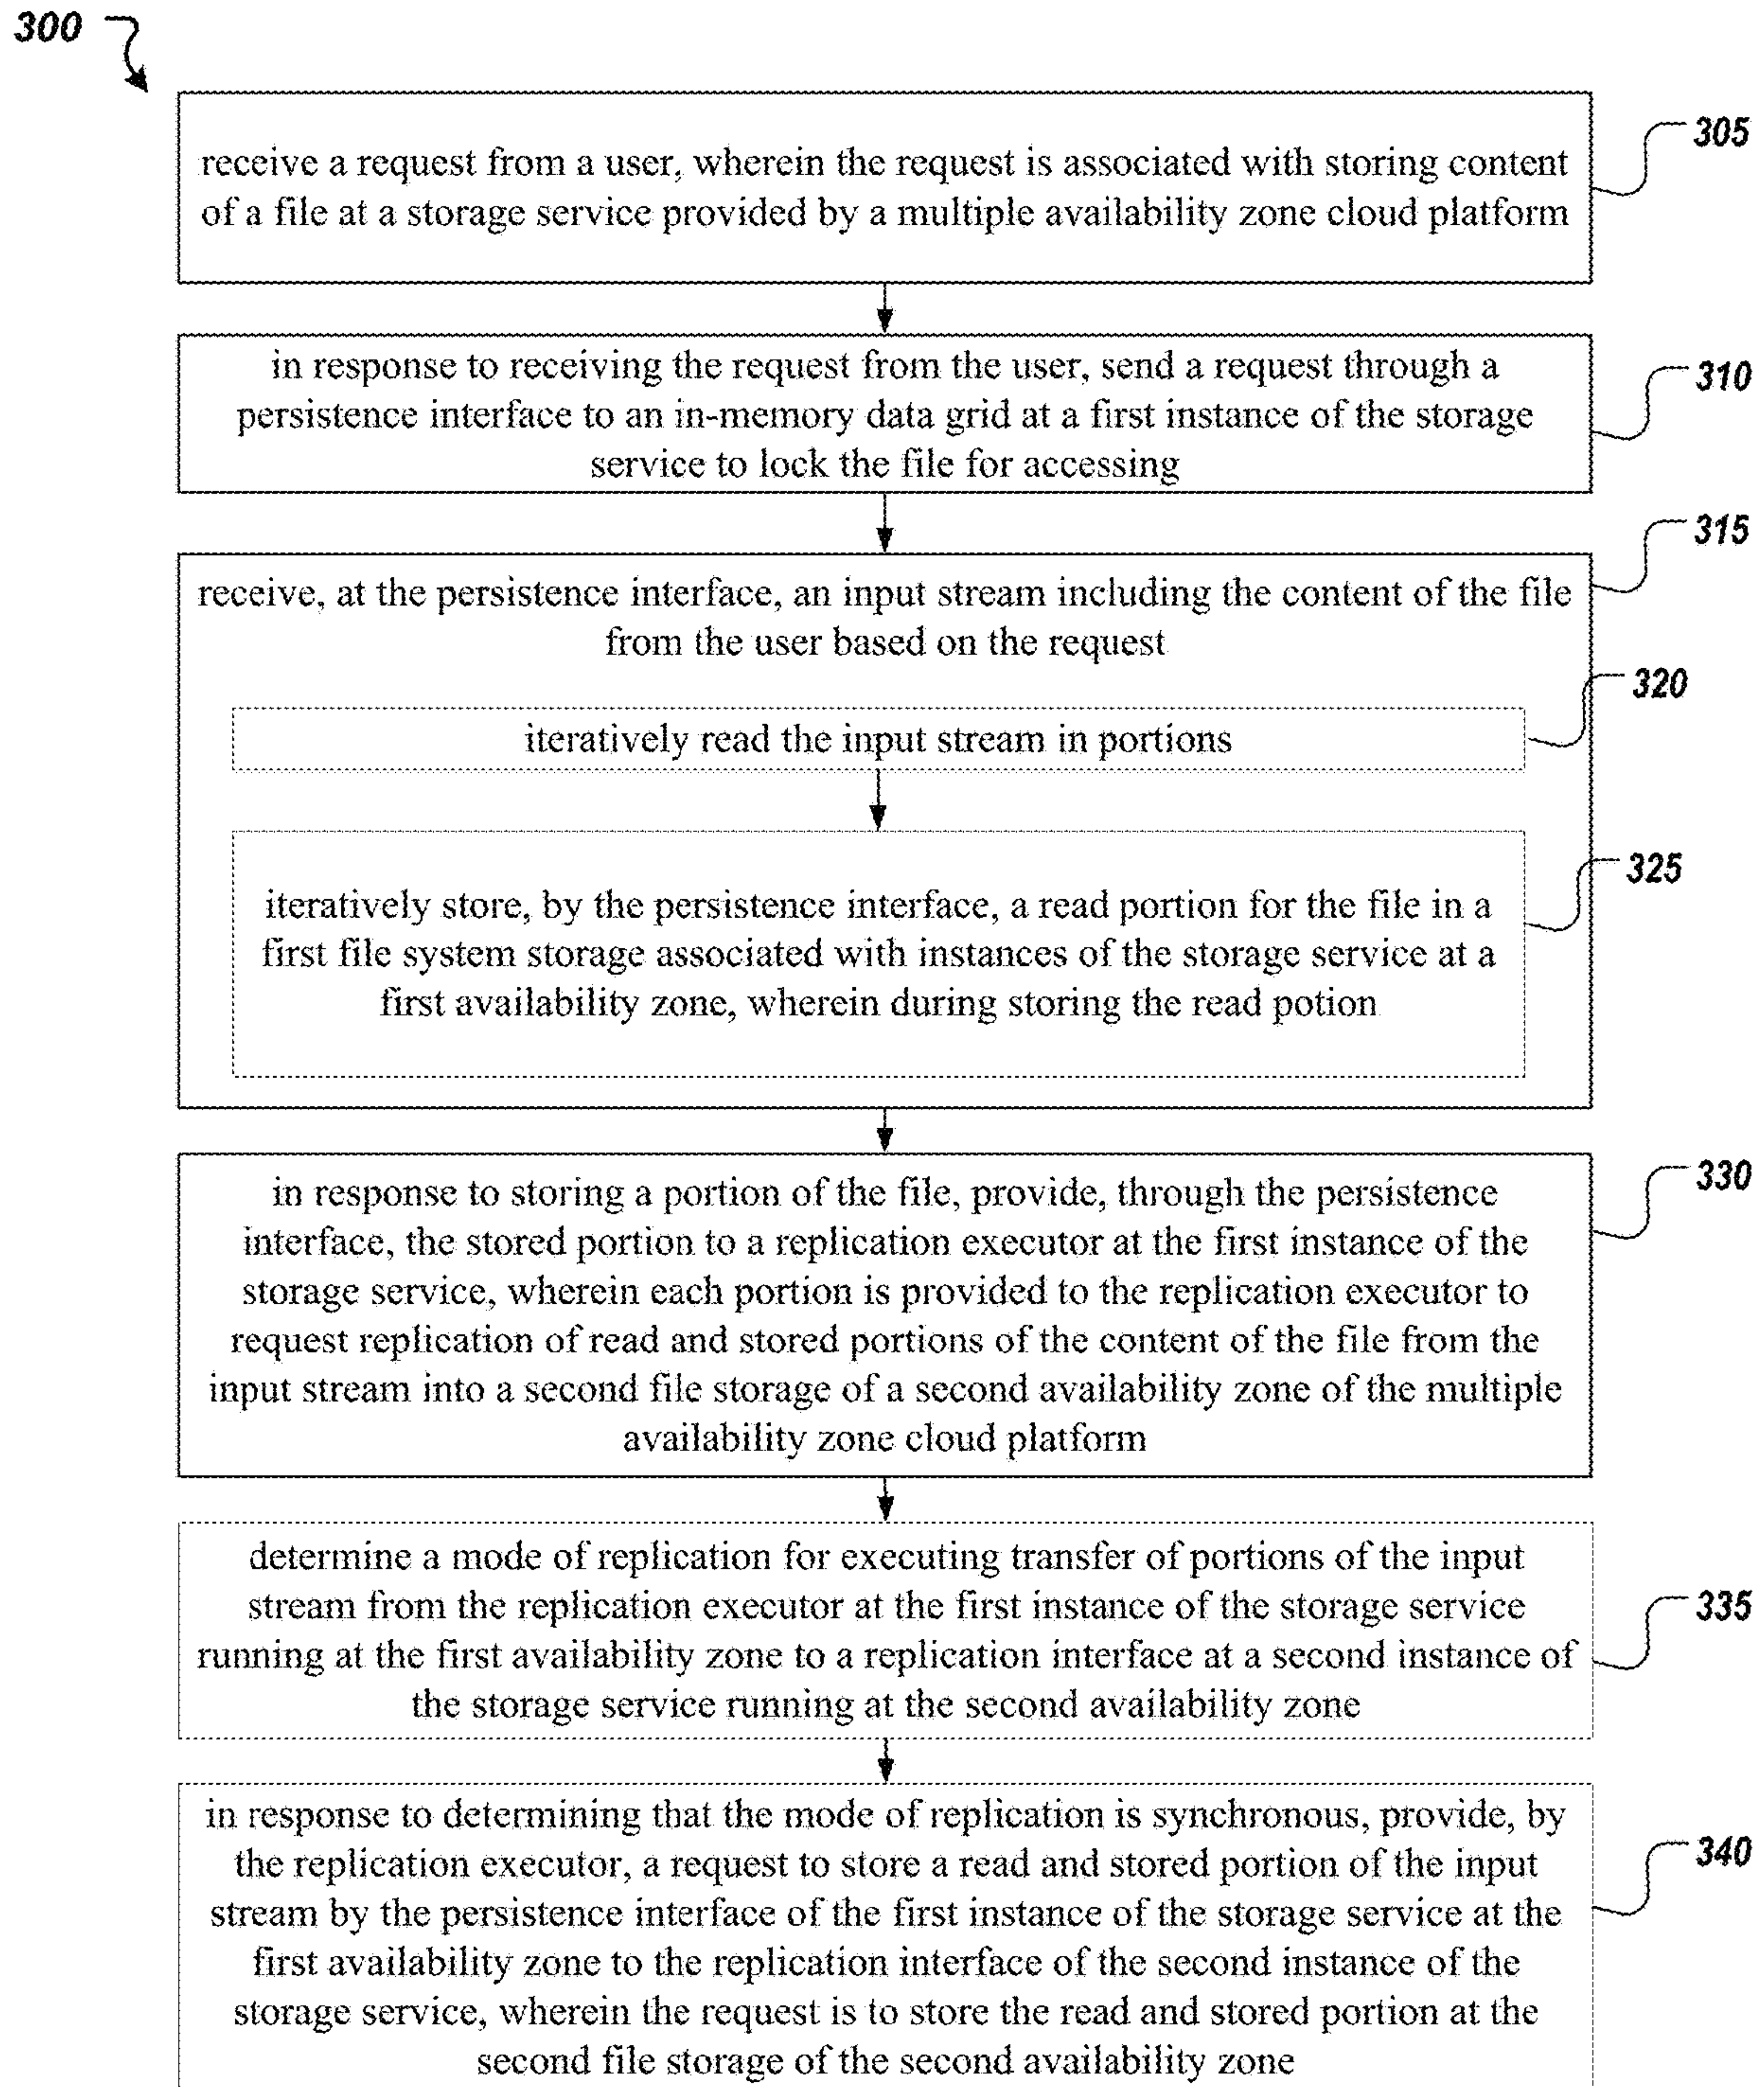 300
305
receive a request from a user, wherein the request is associated with storing content
of a file at a storage service provided by a multiple availability zone cloud platform
310
in response to receiving the request from the user, send a request through a
persistence interface to an in-memory data grid at a first instance of the storage
service to lock the file for accessing
315
receive, at the persistence interface, an input stream including the content of the file
from the user based on the request
320
iteratively read the input stream in portions
325
iteratively store, by the persistence interface, a read portion for the file in a
first file system storage associated with instances of the storage service at a
first availability zone, wherein during storing the read potion
330
in response to storing a portion of the file, provide, through the persistence
interface, the stored portion to a replication executor at the first instance of the
storage service, wherein each portion is provided to the replication executor to
request replication of read and stored portions of the content of the file from the
input stream into a second file storage of a second availability zone of the multiple
availability zone cloud platform
determine a mode of replication for executing transfer of portions of the input
stream from the replication executor at the first instance of the storage service
335
running at the first availability zone to a replication interface at a second instance of
the storage service running at the second availability zone
in response to determining that the mode of replication is synchronous, provide, by
340
the replication executor, a request to store a read and stored portion of the input
stream by the persistence interface of the first instance of the storage service at the
first availability zone to the replication interface of the second instance of the
storage service, wherein the request is to store the read and stored portion at the
second file storage of the second availability zone